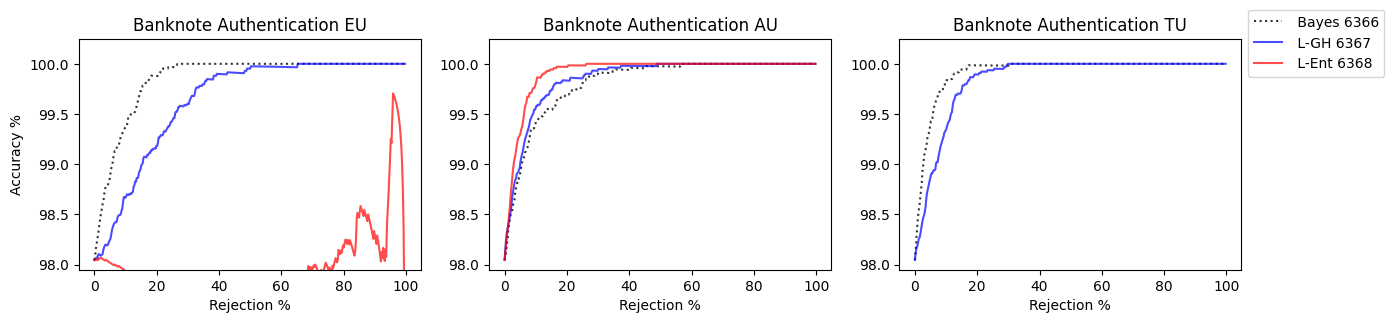 Banknote Authentication EU
Banknote Authentication AU
Banknote Authentication TU
Bayes 6366
L-GH 6367
L-Ent 6368
Accuracy %
100.0
99.5
99.0
98.5
98.0
0 20 40 60 80 100
Rejection %
100.0
99.5
99.0
98.5
98.0
0 20 40 60 80 100
Rejection %
100.0
99.5
99.0
98.5
98.0
0 20 40 60 80 100
Rejection %